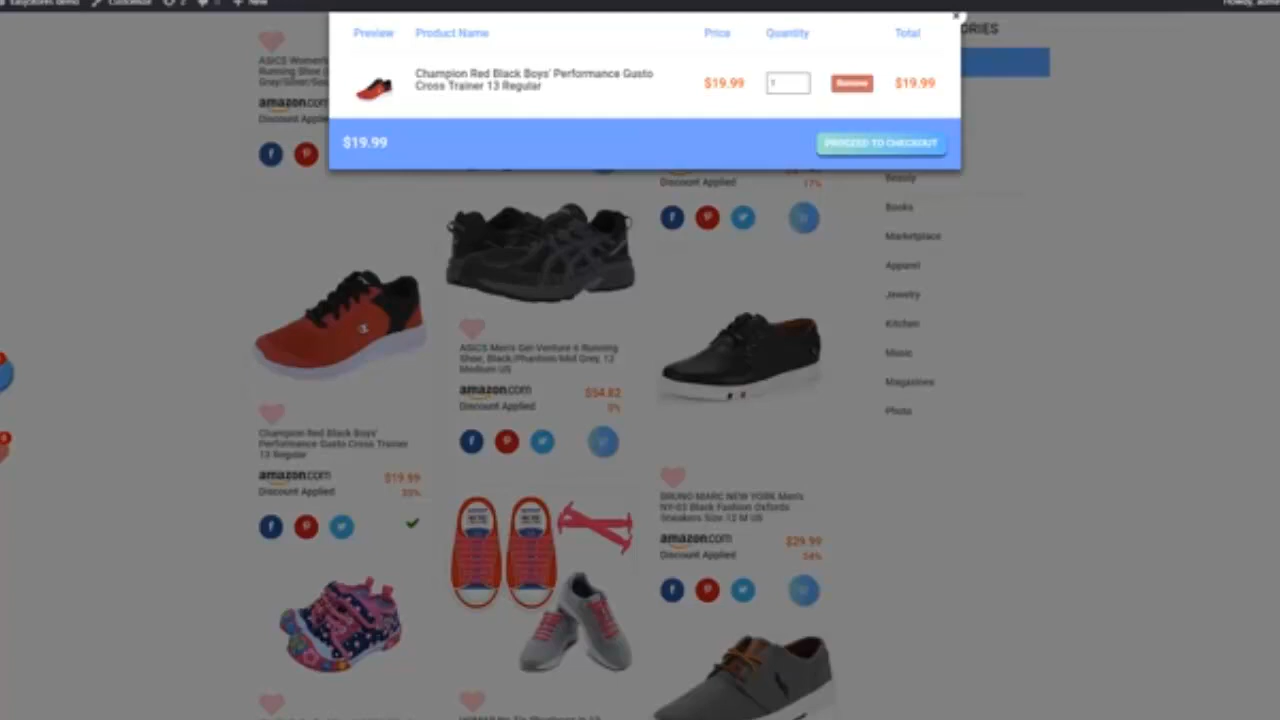 Customize
New
Preview Product Name Price Quantity Total
Champion Red Black Boys' Performance Gusto
Cross Trainer 13 Regular
$19.99 1 Remove $19.99
$19.99 PROCEED TO CHECKOUT
ORIES
ASICS Women's
Running Shoe
amazon.com
Discount Applied
Discount Applied
17%
Beauty
Books
Marketplace
Apparel
Jewelry
Kitchen
Music
Magazines
Photo
ASICS Men's Gel-Venture 6 Running
Shoe, Black/Phantom/Mid Grey, 12
Medium US
amazon.com $54.82
Discount Applied
Champion Red Black Boys'
Performance Gusto Cross Trainer
13 Regular
amazon.com $19.99
Discount Applied
BRUNO MARC NEW YORK Men's
NY-03 Black Fashion Oxfords
Sneakers Size 12 M US
amazon.com $29.99
Discount Applied